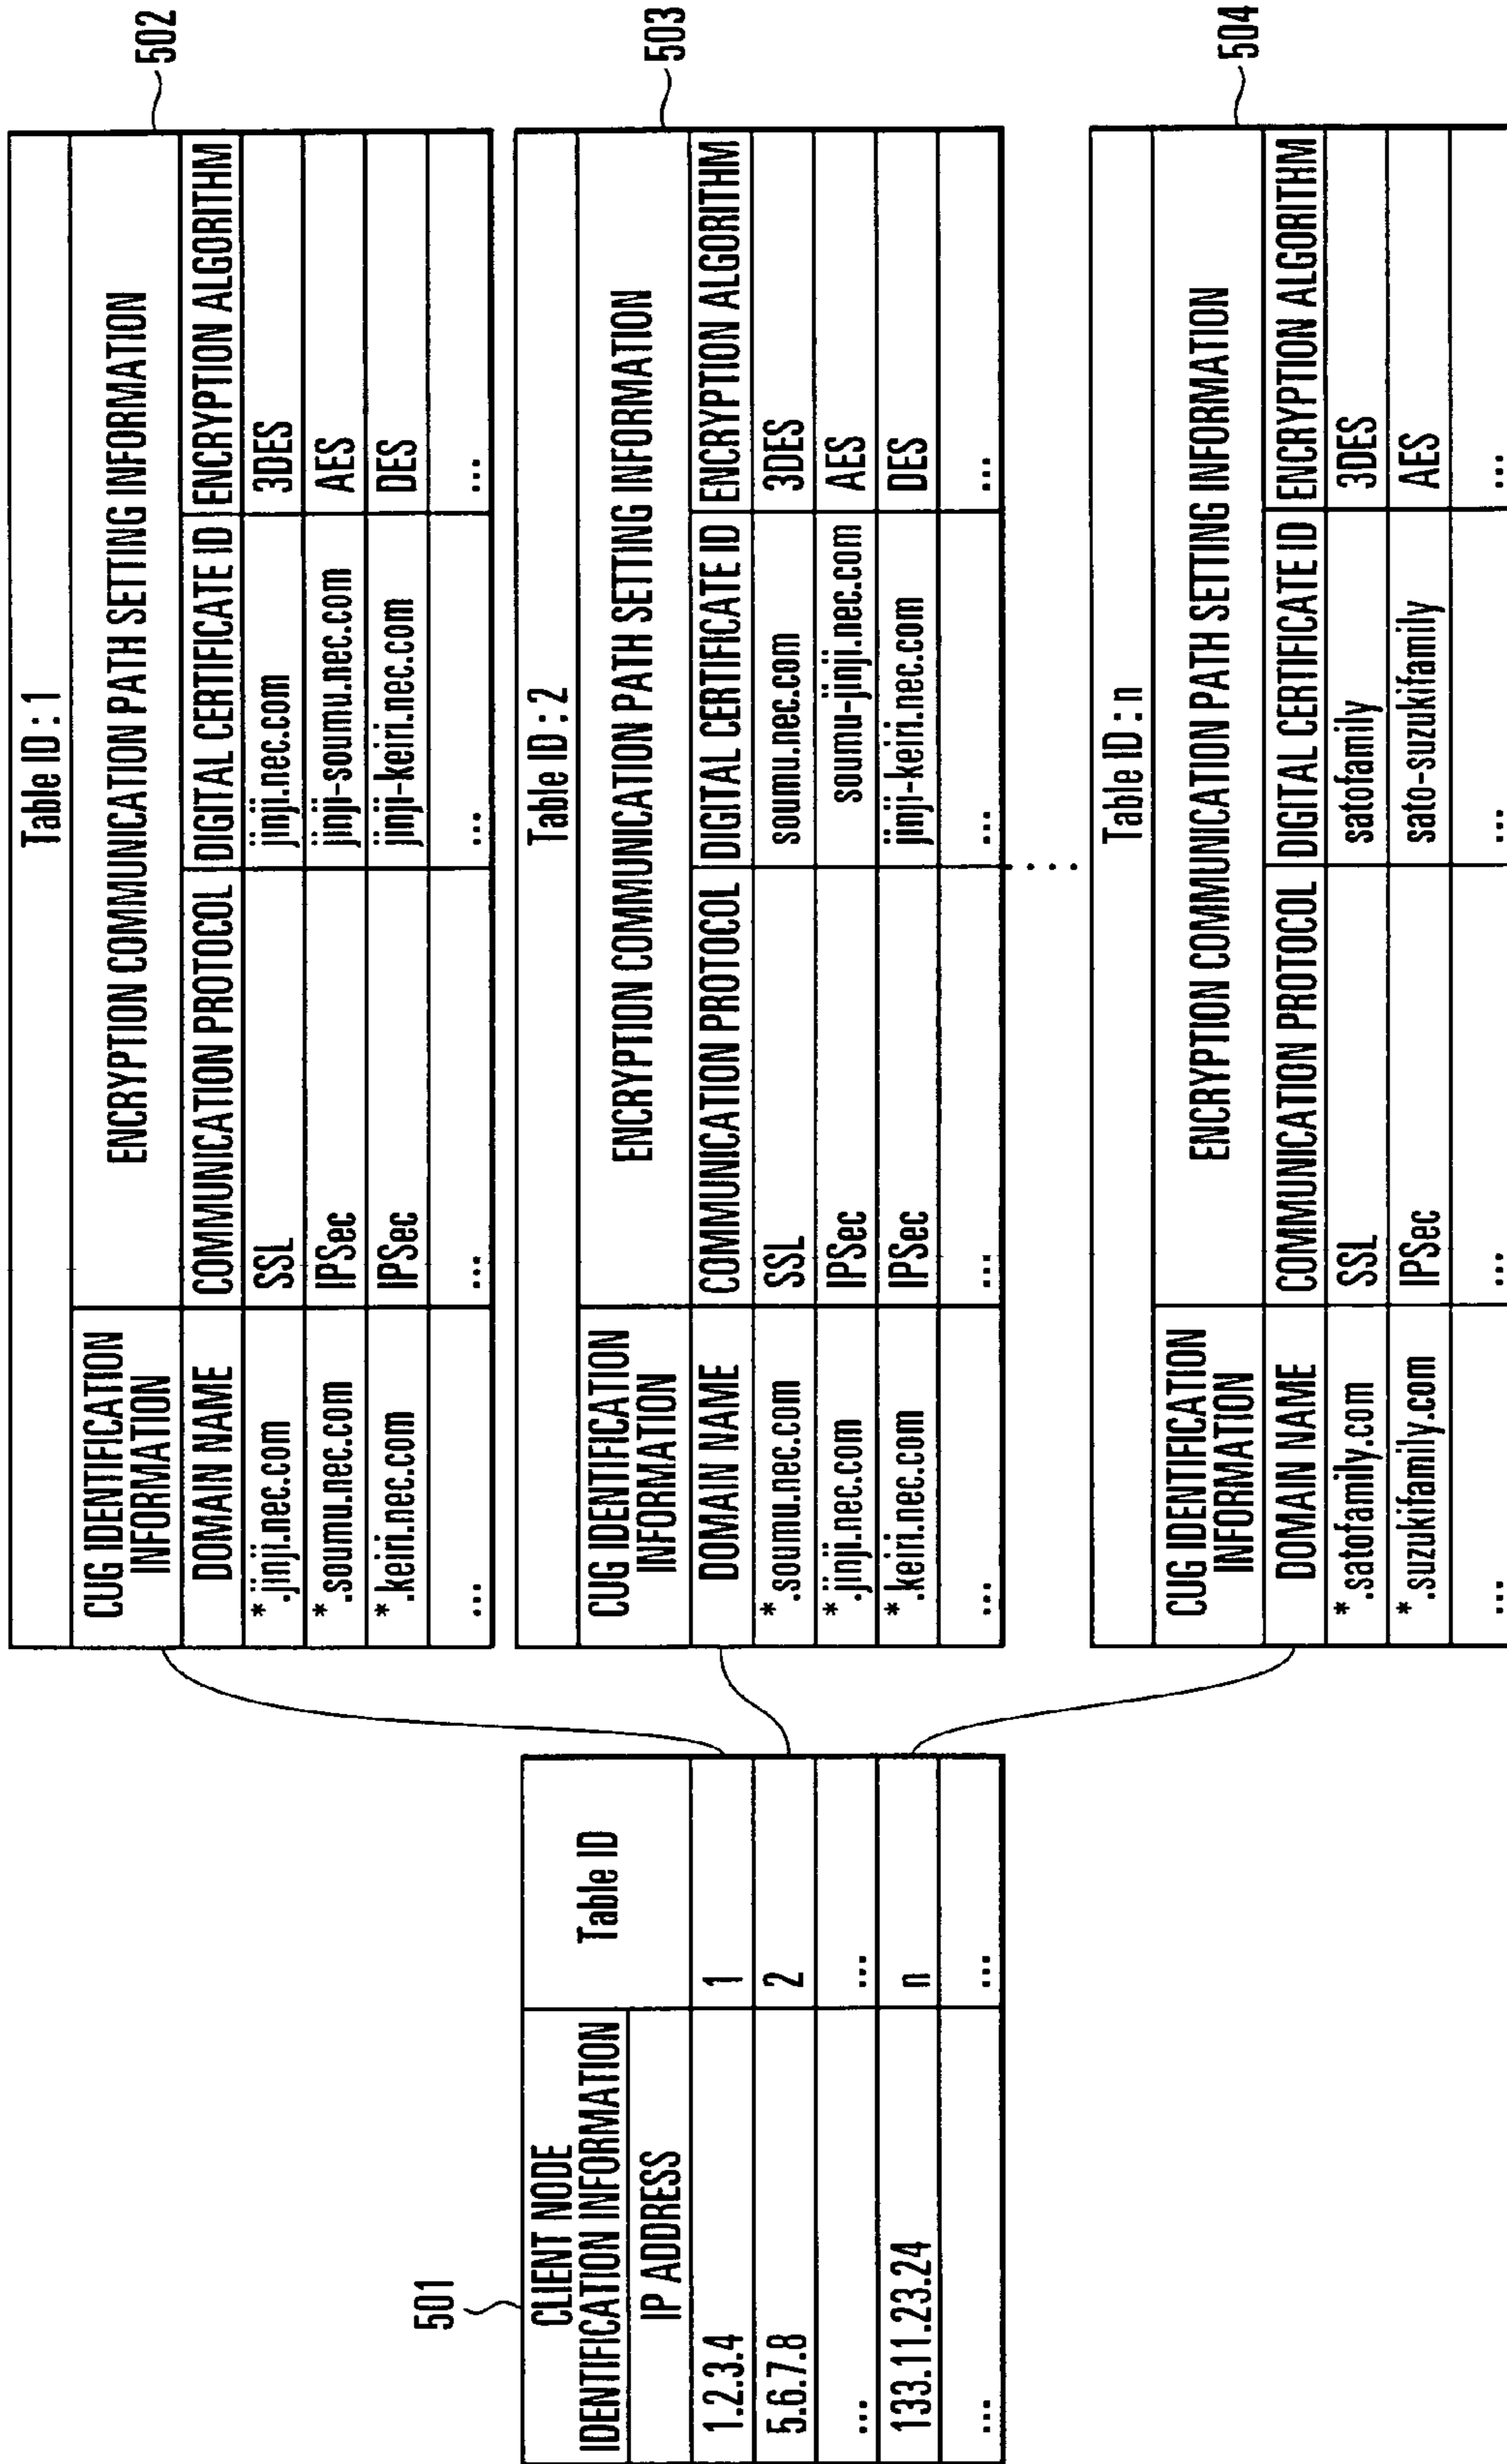 501
CLIENT NODE
IDENTIFICATION INFORMATION
Table ID
IP ADDRESS
1.2.3.4
1
5.6.7.8
2
...
...
133.11.23.24
n
...
...
502
Table ID : 1
CUG IDENTIFICATION
INFORMATION
ENCRYPTION COMMUNICATION PATH SETTING INFORMATION
DOMAIN NAME
COMMUNICATION PROTOCOL
DIGITAL CERTIFICATE ID
ENCRYPTION ALGORITHM
*.jinji.nec.com
SSL
jinji.nec.com
3DES
*.soumu.nec.com
IPSec
jinji-soumu.nec.com
AES
*.keiri.nec.com
IPSec
jinji-keiri.nec.com
DES
...
...
...
...
503
Table ID : 2
CUG IDENTIFICATION
INFORMATION
ENCRYPTION COMMUNICATION PATH SETTING INFORMATION
DOMAIN NAME
COMMUNICATION PROTOCOL
DIGITAL CERTIFICATE ID
ENCRYPTION ALGORITHM
*.soumu.nec.com
SSL
soumu.nec.com
3DES
*.jinji.nec.com
IPSec
soumu-jinji.nec.com
AES
*.keiri.nec.com
IPSec
jinji-keiri.nec.com
DES
...
...
...
...
. . . .
504
Table ID : n
CUG IDENTIFICATION
INFORMATION
ENCRYPTION COMMUNICATION PATH SETTING INFORMATION
DOMAIN NAME
COMMUNICATION PROTOCOL
DIGITAL CERTIFICATE ID
ENCRYPTION ALGORITHM
*.satofamily.com
SSL
satofamily
3DES
*.suzukifamily.com
IPSec
sato-suzukifamily
AES
...
...
...
...